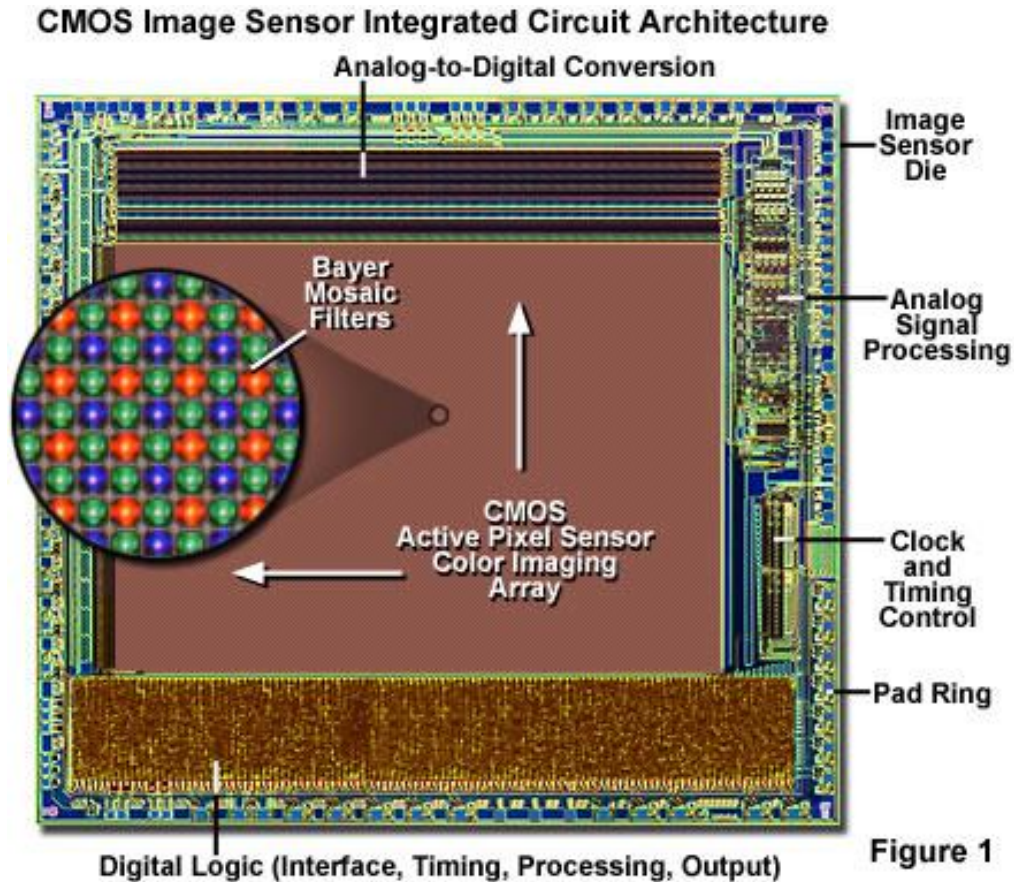 CMOS Image Sensor Integrated Circuit Architecture
Analog-to-Digital Conversion
Image
Sensor
Die
Bayer
Mosaic
Filters
Analog
Signal
Processing
CMOS
Active Pixel Sensor
Color Imaging
Array
Clock
and
Timing
Control
Pad Ring
Digital Logic (Interface, Timing, Processing, Output)
Figure 1